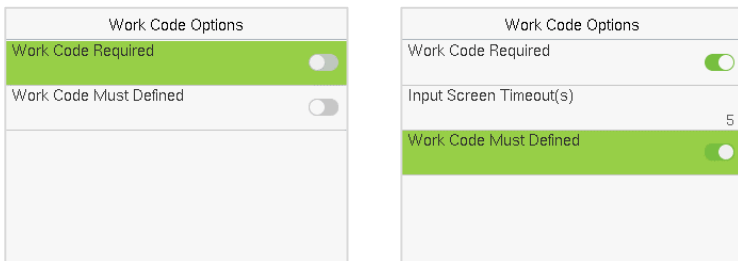 Work Code Options
Work Code Required
Work Code Must Defined
Work Code Options
Work Code Required
Input Screen Timeout(s)
5
Work Code Must Defined